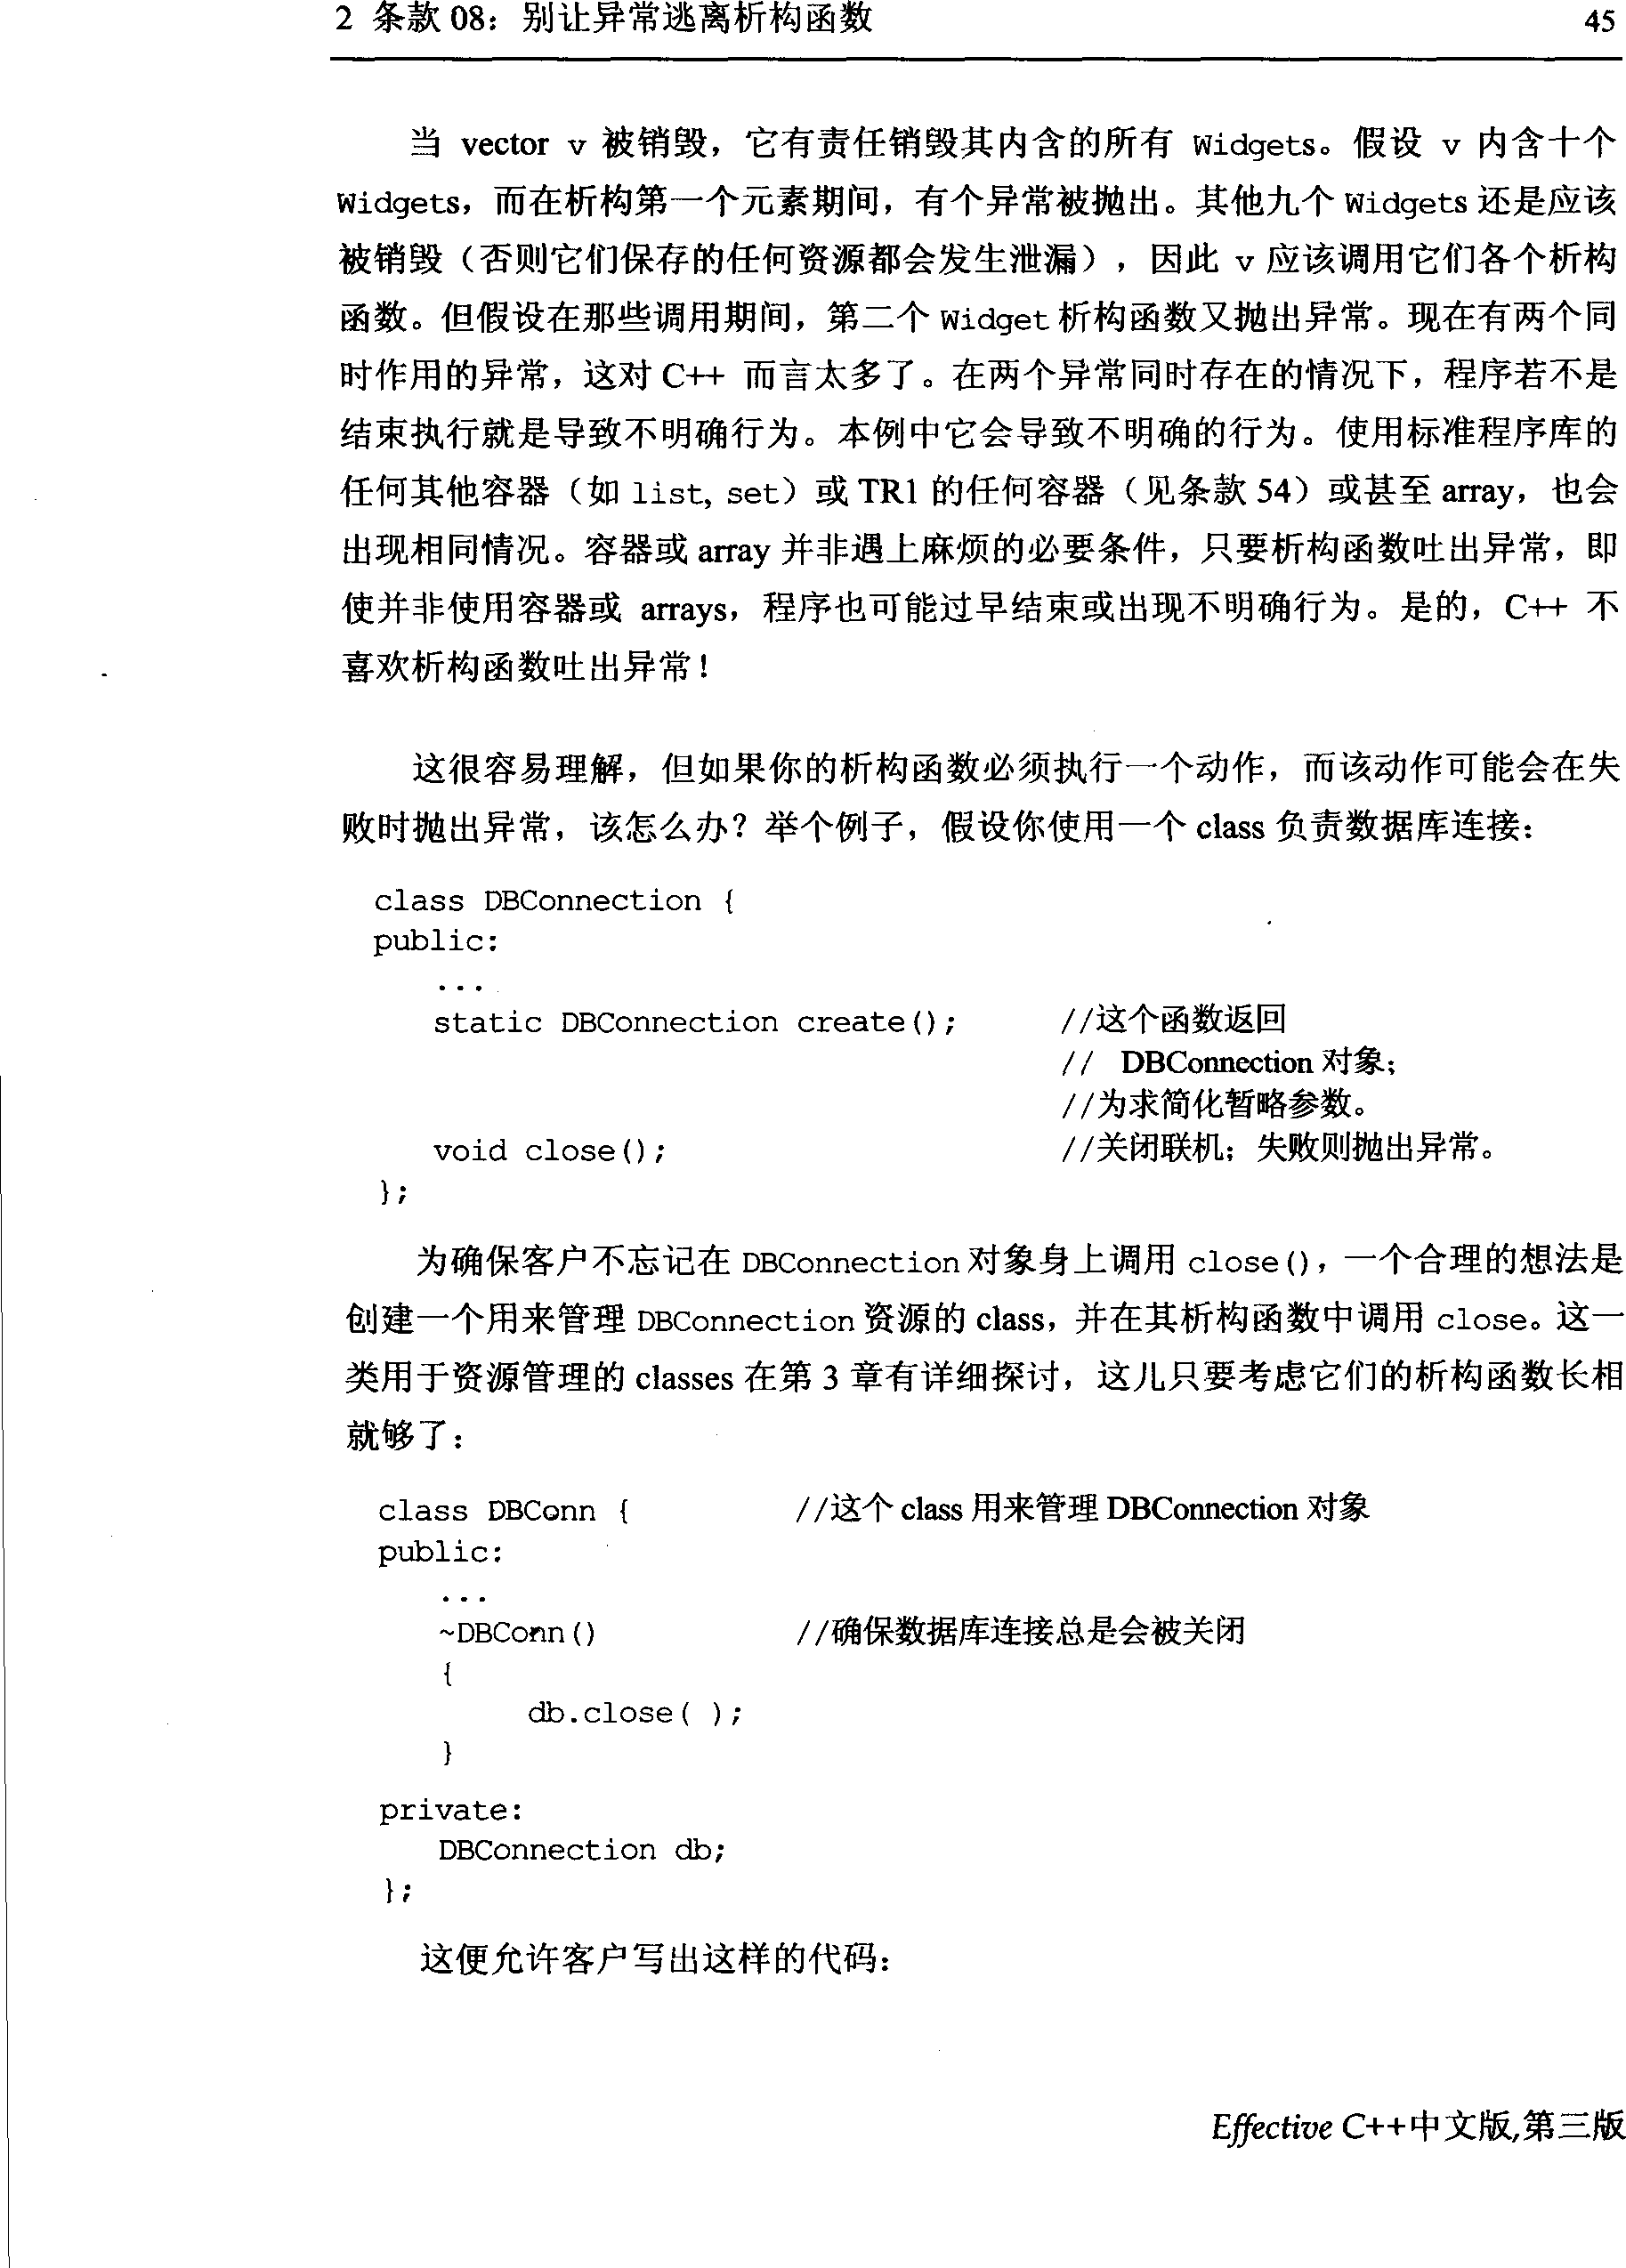 2 条款 08：别让异常逃离析构函数 45
当 vector v 被销毁，它有责任销毁其内含的所有 Widgets。假设 v 内含十个
Widgets，而在析构第一个元素期间，有个异常被抛出。其他九个 Widgets 还是应该
被销毁（否则它们保存的任何资源都会发生泄漏），因此 v 应该调用它们各个析构
函数。但假设在那些调用期间，第二个 Widget 析构函数又抛出异常。现在有两个同
时作用的异常，这对 C++ 而言太多了。在两个异常同时存在的情况下，程序若不是
结束执行就是导致不明确行为。本例中它会导致不明确的行为。使用标准程序库的
任何其他容器（如 list, set）或 TR1 的任何容器（见条款 54）或甚至 array，也会
出现相同情况。容器或 array 并非遇上麻烦的必要条件，只要析构函数吐出异常，即
使并非使用容器或 arrays，程序也可能过早结束或出现不明确行为。是的，C++ 不
喜欢析构函数吐出异常！
这很容易理解，但如果你的析构函数必须执行一个动作，而该动作可能会在失
败时抛出异常，该怎么办？举个例子，假设你使用一个 class 负责数据库连接：
class DBConnection {
public:
...
static DBConnection create(); //这个函数返回
// DBConnection 对象；
//为求简化暂略参数。
void close(); //关闭联机；失败则抛出异常。
};
为确保客户不忘记在 DBConnection 对象身上调用 close()，一个合理的想法是
创建一个用来管理 DBConnection 资源的 class，并在其析构函数中调用 close。这一
类用于资源管理的 classes 在第 3 章有详细探讨，这儿只要考虑它们的析构函数长相
就够了：
class DBConn { //这个 class 用来管理 DBConnection 对象
public:
...
~DBConn() //确保数据库连接总是会被关闭
{
db.close( );
}
private:
DBConnection db;
};
这便允许客户写出这样的代码：
Effective C++中文版,第三版